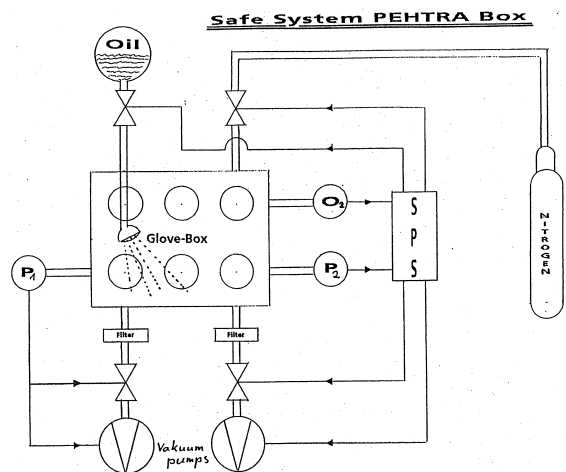 Safe System PEHTRA Box
Oil
O2
S
P
S
NITROGEN
Glove-Box
P1
P2
Filter
Filter
Vakuum
pumps